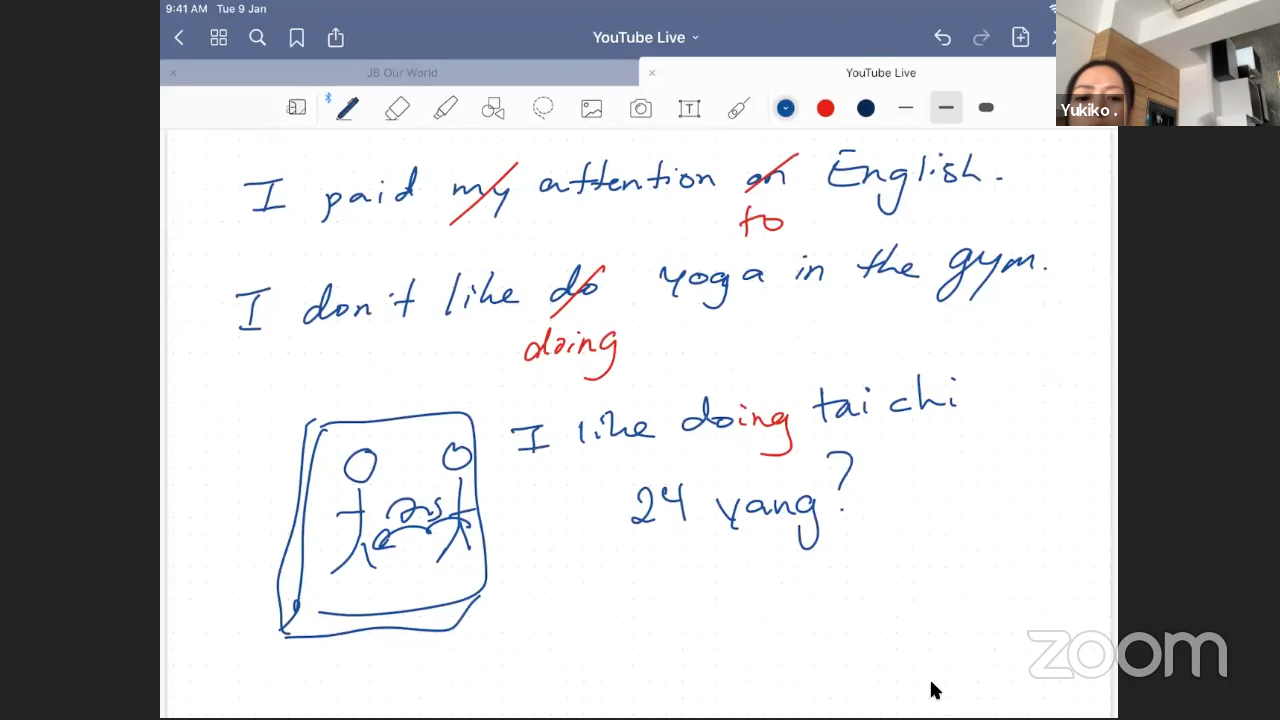 9:41 AM Tue 9 Jan
YouTube Live
JB Our World
YouTube Live
T
Yukiko .
I paid my attention on English.
to
I don't like do yoga in the gym.
doing
I like doing tai chi
24 yang?
zoom